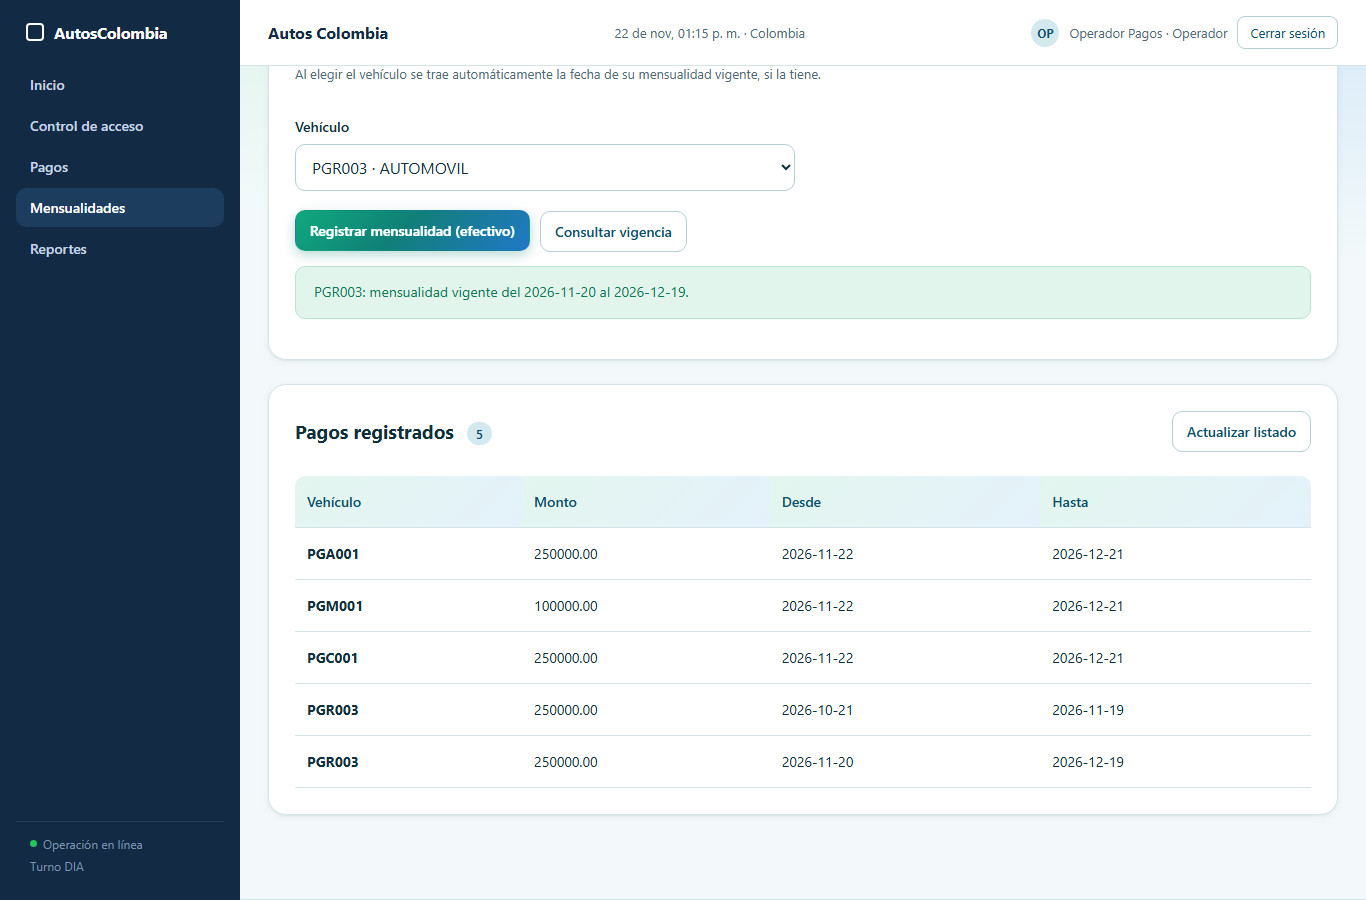 AutosColombia
Inicio
Control de acceso
Pagos
Mensualidades
Reportes
Operación en línea
Turno DIA
Autos Colombia
22 de nov, 01:15 p. m. · Colombia
OP
Operador Pagos · Operador
Cerrar sesión
Al elegir el vehículo se trae automáticamente la fecha de su mensualidad vigente, si la tiene.
Vehículo
PGR003 · AUTOMOVIL
Registrar mensualidad (efectivo)
Consultar vigencia
PGR003: mensualidad vigente del 2026-11-20 al 2026-12-19.
Pagos registrados 5
Actualizar listado
Vehículo Monto Desde Hasta
PGA001 250000.00 2026-11-22 2026-12-21
PGM001 100000.00 2026-11-22 2026-12-21
PGC001 250000.00 2026-11-22 2026-12-21
PGR003 250000.00 2026-10-21 2026-11-19
PGR003 250000.00 2026-11-20 2026-12-19